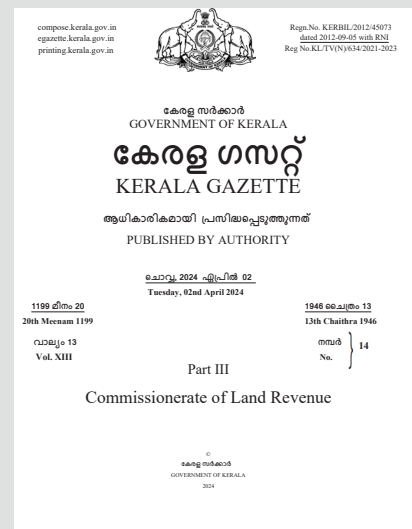 compose.kerala.gov.in
egazette.kerala.gov.in
printing.kerala.gov.in
Regn.No. KERBIL/2012/45073
dated 2012-09-05 with RNI
Reg No.KL/TV(N)/634/2021-2023
കേരള സർക്കാർ
GOVERNMENT OF KERALA
കേരള ഗസറ്റ്
KERALA GAZETTE
ആധികാരികമായി പ്രസിദ്ധപ്പെടുത്തുന്നത്
PUBLISHED BY AUTHORITY
ചൊവ്വ, 2024 ഏപ്രിൽ 02
Tuesday, 02nd April 2024
1199 മീനം 20
20th Meenam 1199
1946 ചൈത്രം 13
13th Chaithra 1946
വാല്യം 13
Vol. XIII
നമ്പർ
No.
14
Part III
Commissionerate of Land Revenue
©
കേരള സർക്കാർ
GOVERNMENT OF KERALA
2024